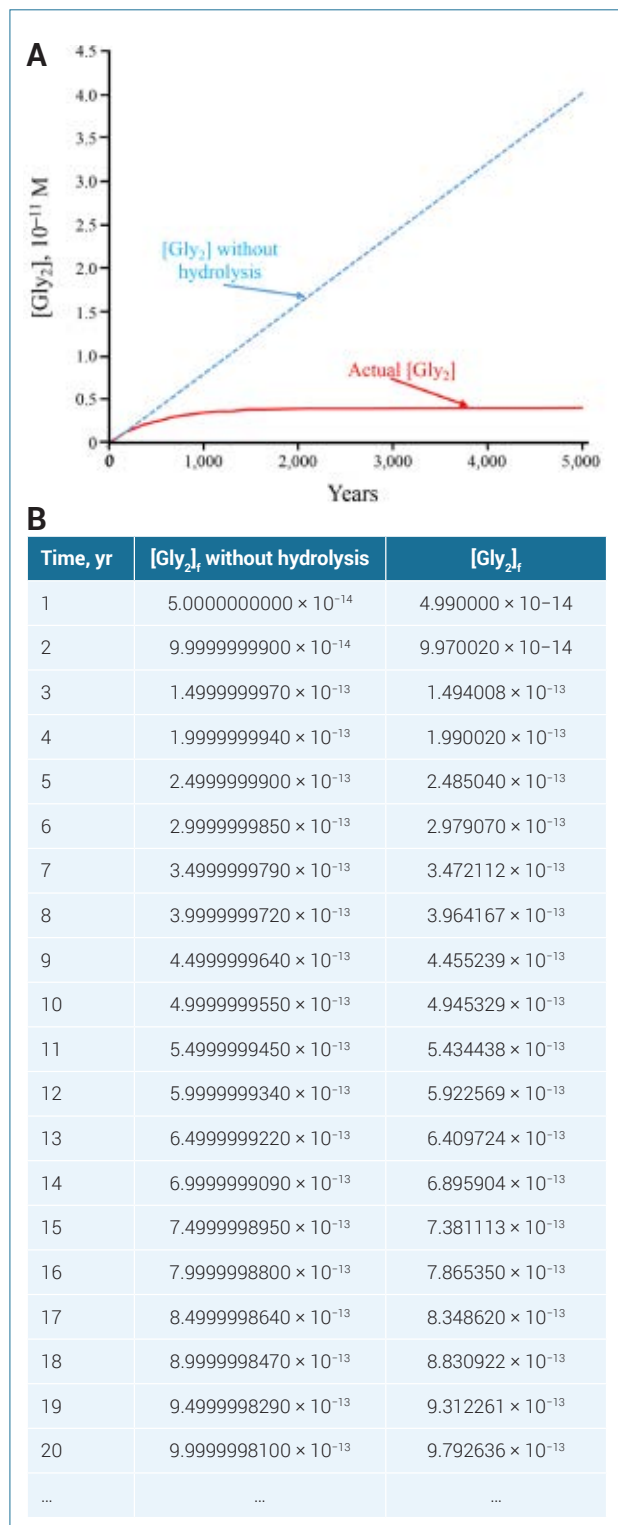 A
4.5
4.0
3.5
3.0
2.5
2.0
1.5
1.0
0.5
0
[Gly₂], 10⁻¹¹ M
[Gly₂] without
hydrolysis
Actual [Gly₂]
0 1,000 2,000 3,000 4,000 5,000
Years
B
Time, yr [Gly₂]f without hydrolysis [Gly₂]f
1 5.0000000000 × 10⁻¹⁴ 4.990000 × 10−14
2 9.9999999900 × 10⁻¹⁴ 9.970020 × 10−14
3 1.4999999970 × 10⁻¹³ 1.494008 × 10⁻¹³
4 1.9999999940 × 10⁻¹³ 1.990020 × 10⁻¹³
5 2.4999999900 × 10⁻¹³ 2.485040 × 10⁻¹³
6 2.9999999850 × 10⁻¹³ 2.979070 × 10⁻¹³
7 3.4999999790 × 10⁻¹³ 3.472112 × 10⁻¹³
8 3.9999999720 × 10⁻¹³ 3.964167 × 10⁻¹³
9 4.4999999640 × 10⁻¹³ 4.455239 × 10⁻¹³
10 4.9999999550 × 10⁻¹³ 4.945329 × 10⁻¹³
11 5.4999999450 × 10⁻¹³ 5.434438 × 10⁻¹³
12 5.9999999340 × 10⁻¹³ 5.922569 × 10⁻¹³
13 6.4999999220 × 10⁻¹³ 6.409724 × 10⁻¹³
14 6.9999999090 × 10⁻¹³ 6.895904 × 10⁻¹³
15 7.4999998950 × 10⁻¹³ 7.381113 × 10⁻¹³
16 7.9999998800 × 10⁻¹³ 7.865350 × 10⁻¹³
17 8.4999998640 × 10⁻¹³ 8.348620 × 10⁻¹³
18 8.9999998470 × 10⁻¹³ 8.830922 × 10⁻¹³
19 9.4999998290 × 10⁻¹³ 9.312261 × 10⁻¹³
20 9.9999998100 × 10⁻¹³ 9.792636 × 10⁻¹³
... ... ...